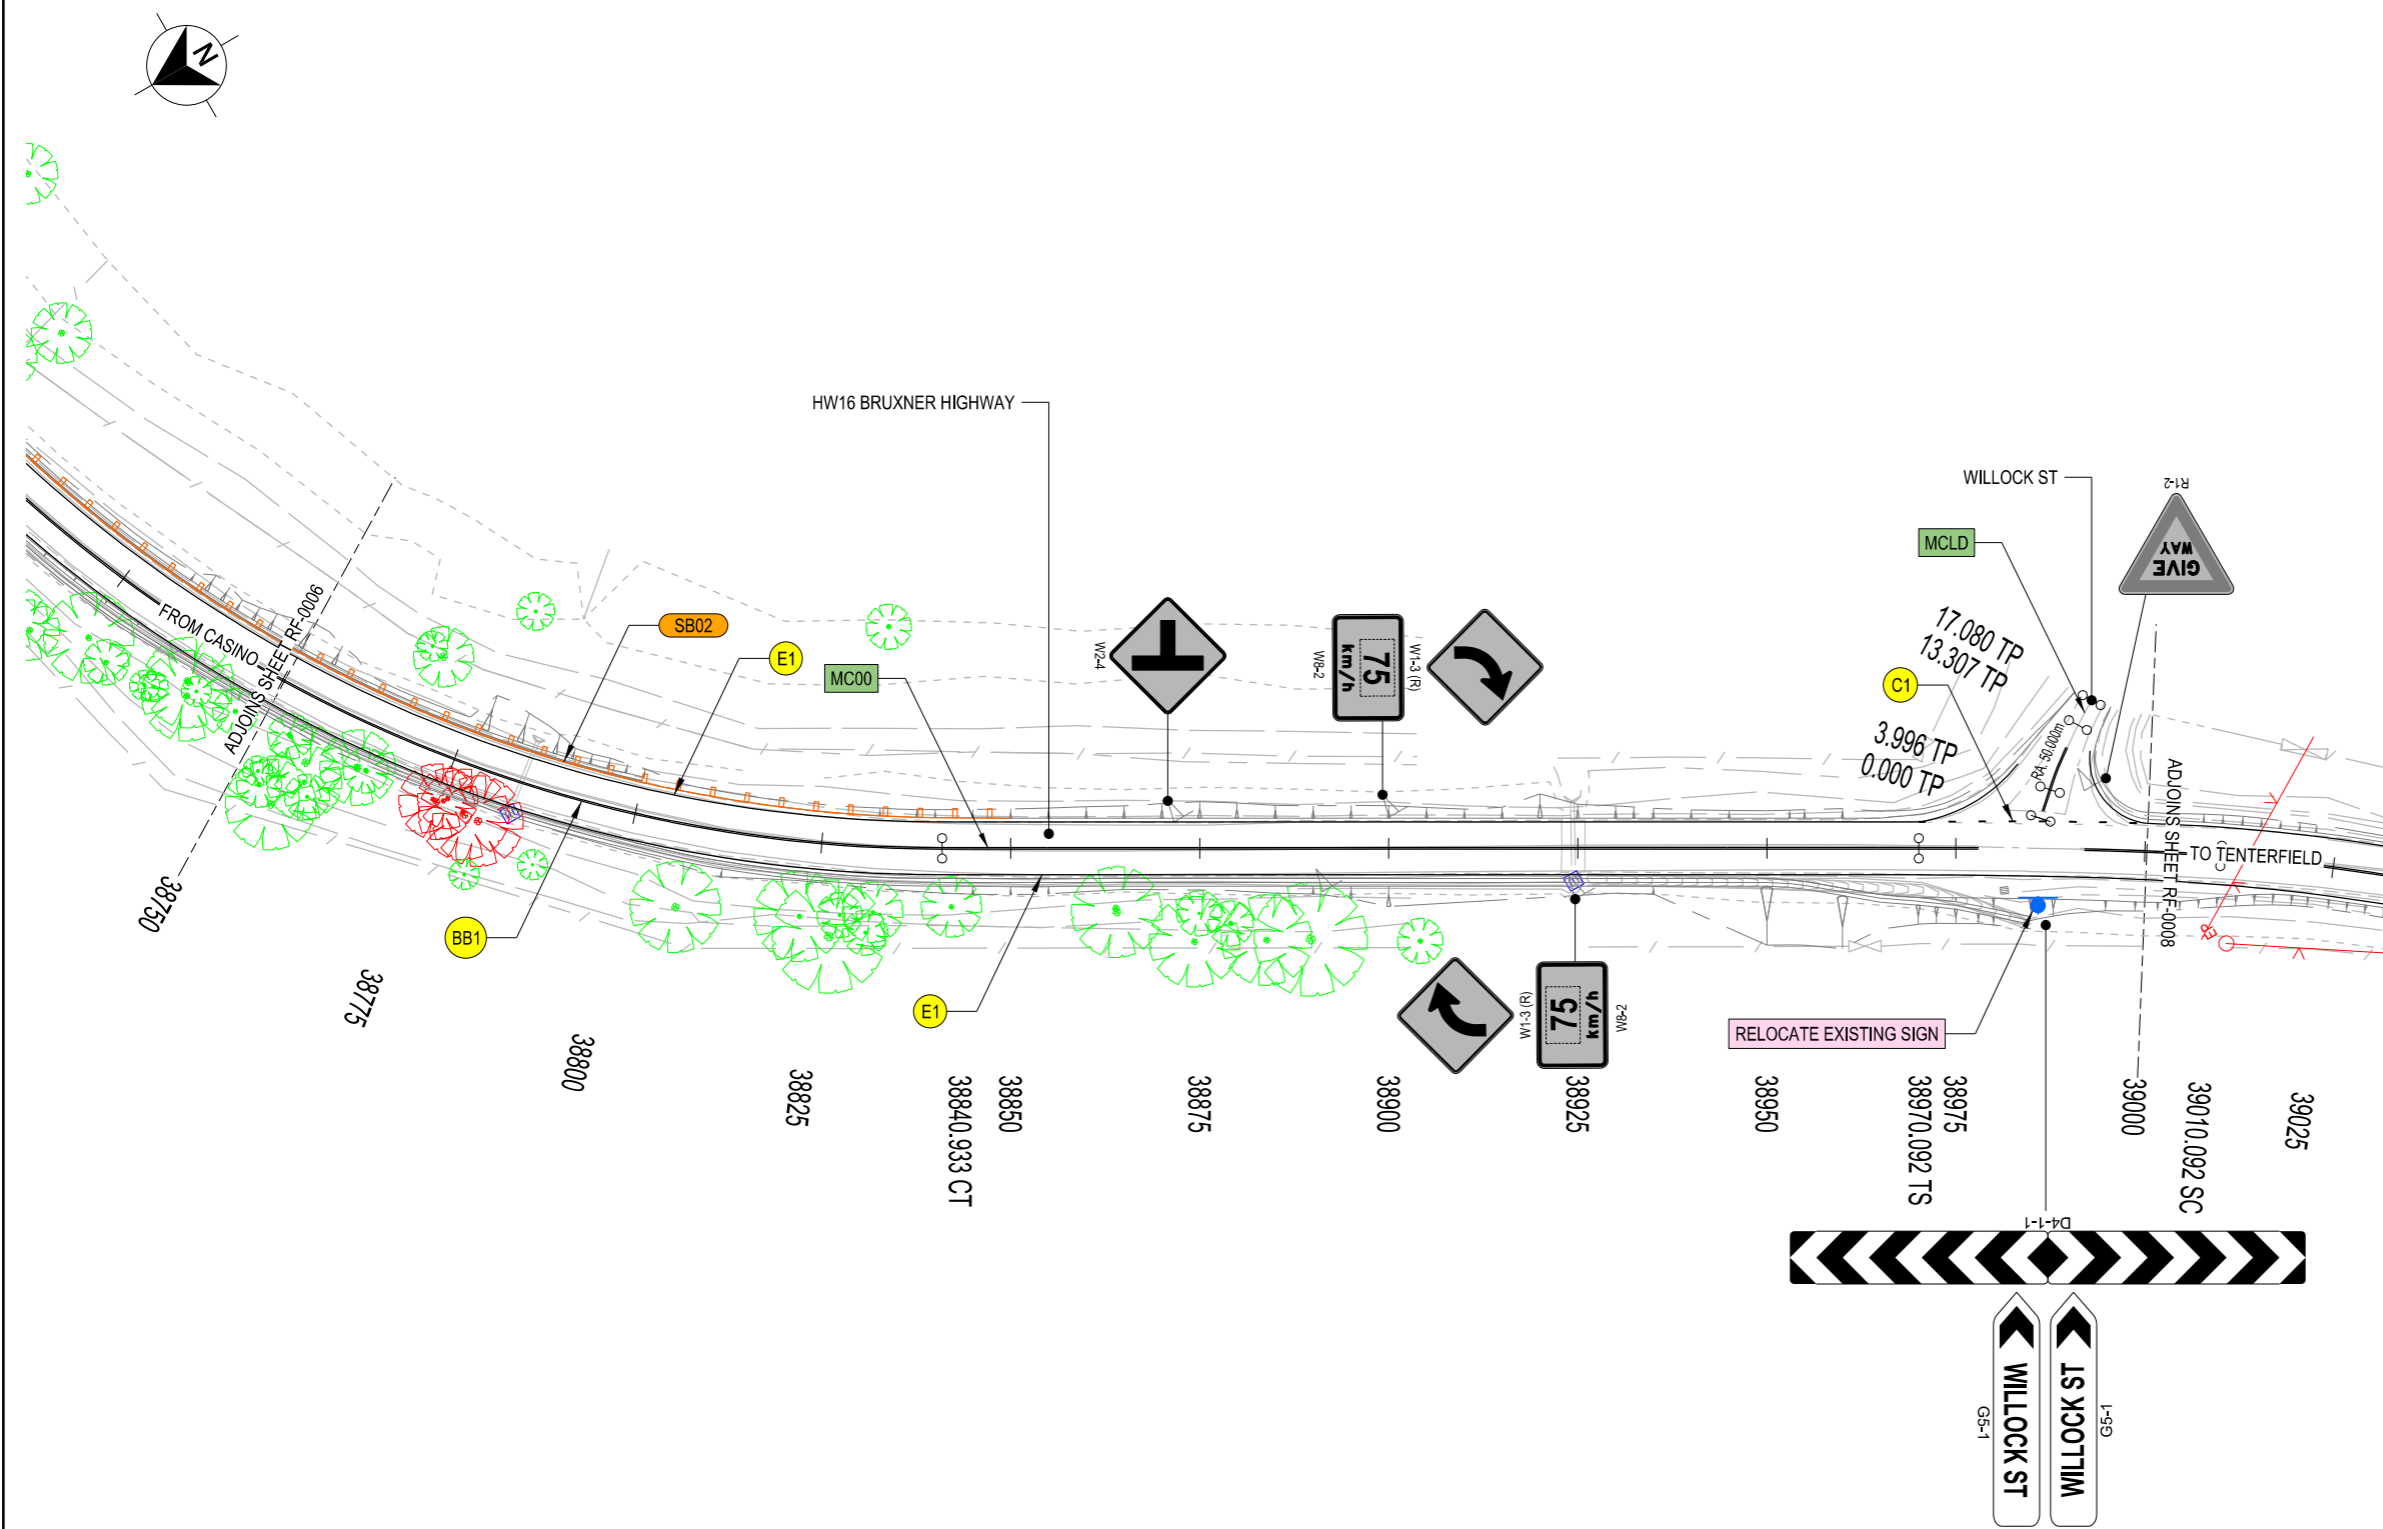 N
HW16 BRUXNER HIGHWAY
WILLOCK ST
R1-2
GIVE
WAY
MCLD
17.080 TP
13.307 TP
C1
3.996 TP
0.000 TP
RA: 50.000m
SB02
E1
MC00
W2-4
W8-2
75
km/h
W1-3 (R)
FROM CASINO
ADJOINS SHEET RF-0006
ADJOINS SHEET RF-0008
TO TENTERFIELD
EP
BB1
E1
W1-3 (R)
75
km/h
W8-2
RELOCATE EXISTING SIGN
38750
38775
38800
38825
38840.933 CT
38850
38875
38900
38925
38950
38970.092 TS
38975
39000
39010.092 SC
39025
D4-1-1
G5-1
WILLOCK ST
WILLOCK ST
G5-1